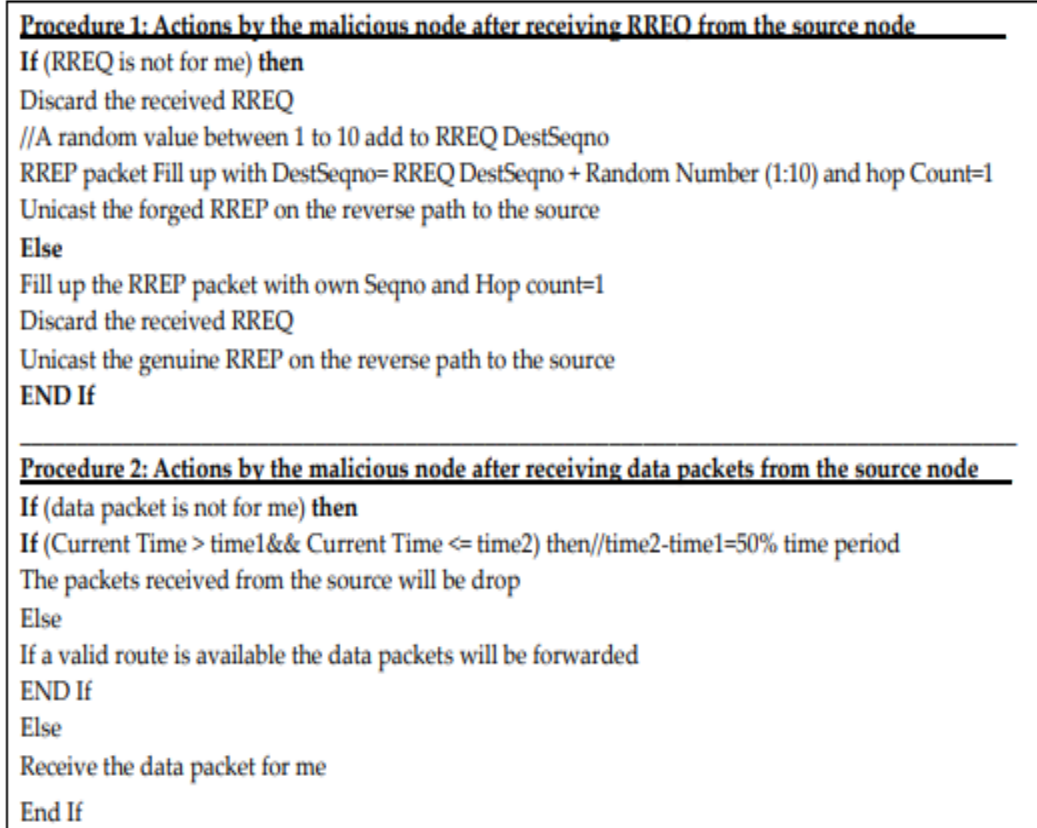 Procedure 1: Actions by the malicious node after receiving RREQ from the source node
If (RREQ is not for me) then
Discard the received RREQ
//A random value between 1 to 10 add to RREQ DestSeqno
RREP packet Fill up with DestSeqno= RREQ DestSeqno + Random Number (1:10) and hop Count=1
Unicast the forged RREP on the reverse path to the source
Else
Fill up the RREP packet with own Seqno and Hop count=1
Discard the received RREQ
Unicast the genuine RREP on the reverse path to the source
END If
Procedure 2: Actions by the malicious node after receiving data packets from the source node
If (data packet is not for me) then
If (Current Time > time1&& Current Time <= time2) then//time2-time1=50% time period
The packets received from the source will be drop
Else
If a valid route is available the data packets will be forwarded
END If
Else
Receive the data packet for me
End If